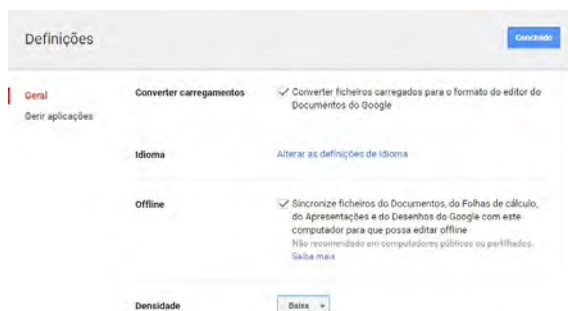 Definições
Concluído
Geral
Gerir aplicações
Converter carregamentos
Converter ficheiros carregados para o formato do editor do
Documentos do Google
Idioma
Alterar as definições de idioma
Offline
Sincronize ficheiros do Documentos, do Folhas de cálculo,
do Apresentações e do Desenhos do Google com este
computador para que possa editar offline
Não recomendado em computadores públicos ou partilhados.
Saiba mais
Densidade
Baixa